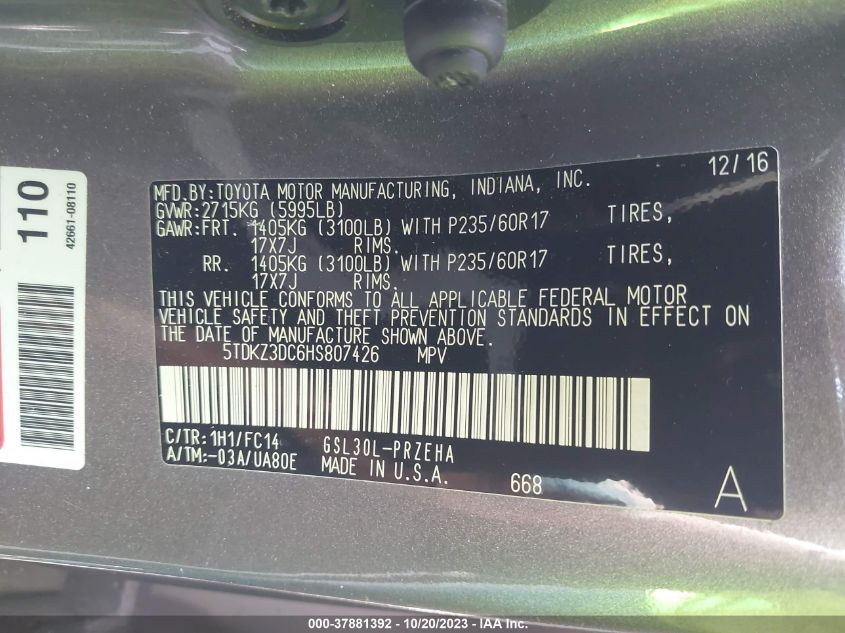 12/16
MFD.BY:TOYOTA MOTOR MANUFACTURING, INDIANA, INC.
GVWR:2715KG (5995LB)
GAWR:FRT. 1405KG (3100LB) WITH P235/60R17 TIRES,
17X7J RIMS.
RR. 1405KG (3100LB) WITH P235/60R17 TIRES,
17X7J RIMS.
THIS VEHICLE CONFORMS TO ALL APPLICABLE FEDERAL MOTOR
VEHICLE SAFETY AND THEFT PREVENTION STANDARDS IN EFFECT ON
THE DATE OF MANUFACTURE SHOWN ABOVE.
5TDKZ3DC6HS807426 MPV
C/TR:1H1/FC14 GSL30L-PRZEHA
A/TM:-03A/UA80E MADE IN U.S.A.
668
A
110
42661-08110
000-37881392 - 10/20/2023 - IAA Inc.